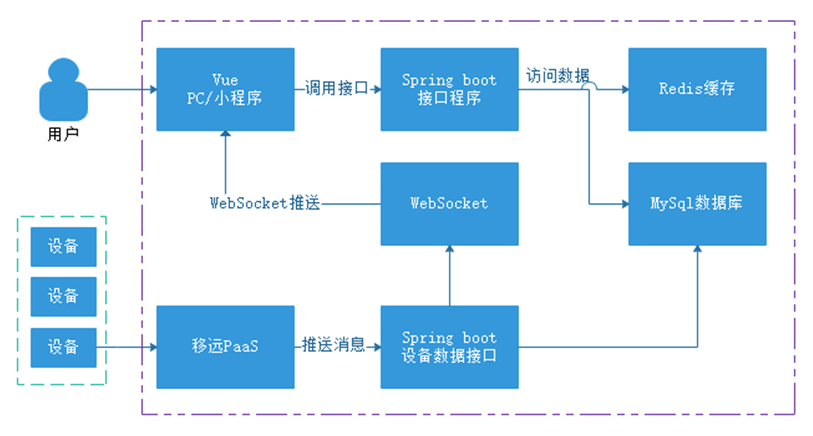 Vue
PC/小程序
调用接口
Spring boot
接口程序
访问数据
Redis缓存
用户
WebSocket推送
WebSocket
MySql数据库
设备
设备
设备
移远PaaS
推送消息
Spring boot
设备数据接口